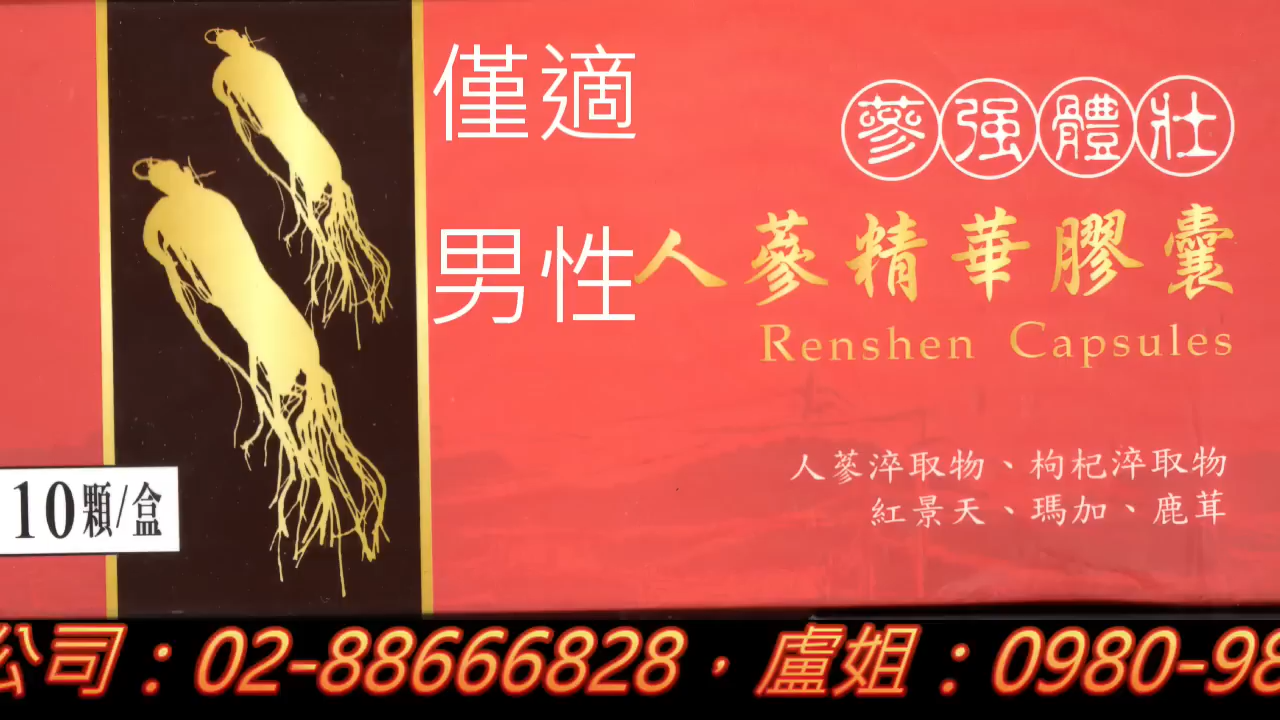 僅適
男性
蔘强體壯
人蔘精華膠囊
Renshen Capsules
人蔘淬取物、枸杞淬取物
紅景天、瑪加、鹿茸
10顆/盒
公司：02-88666828，盧姐：0980-98